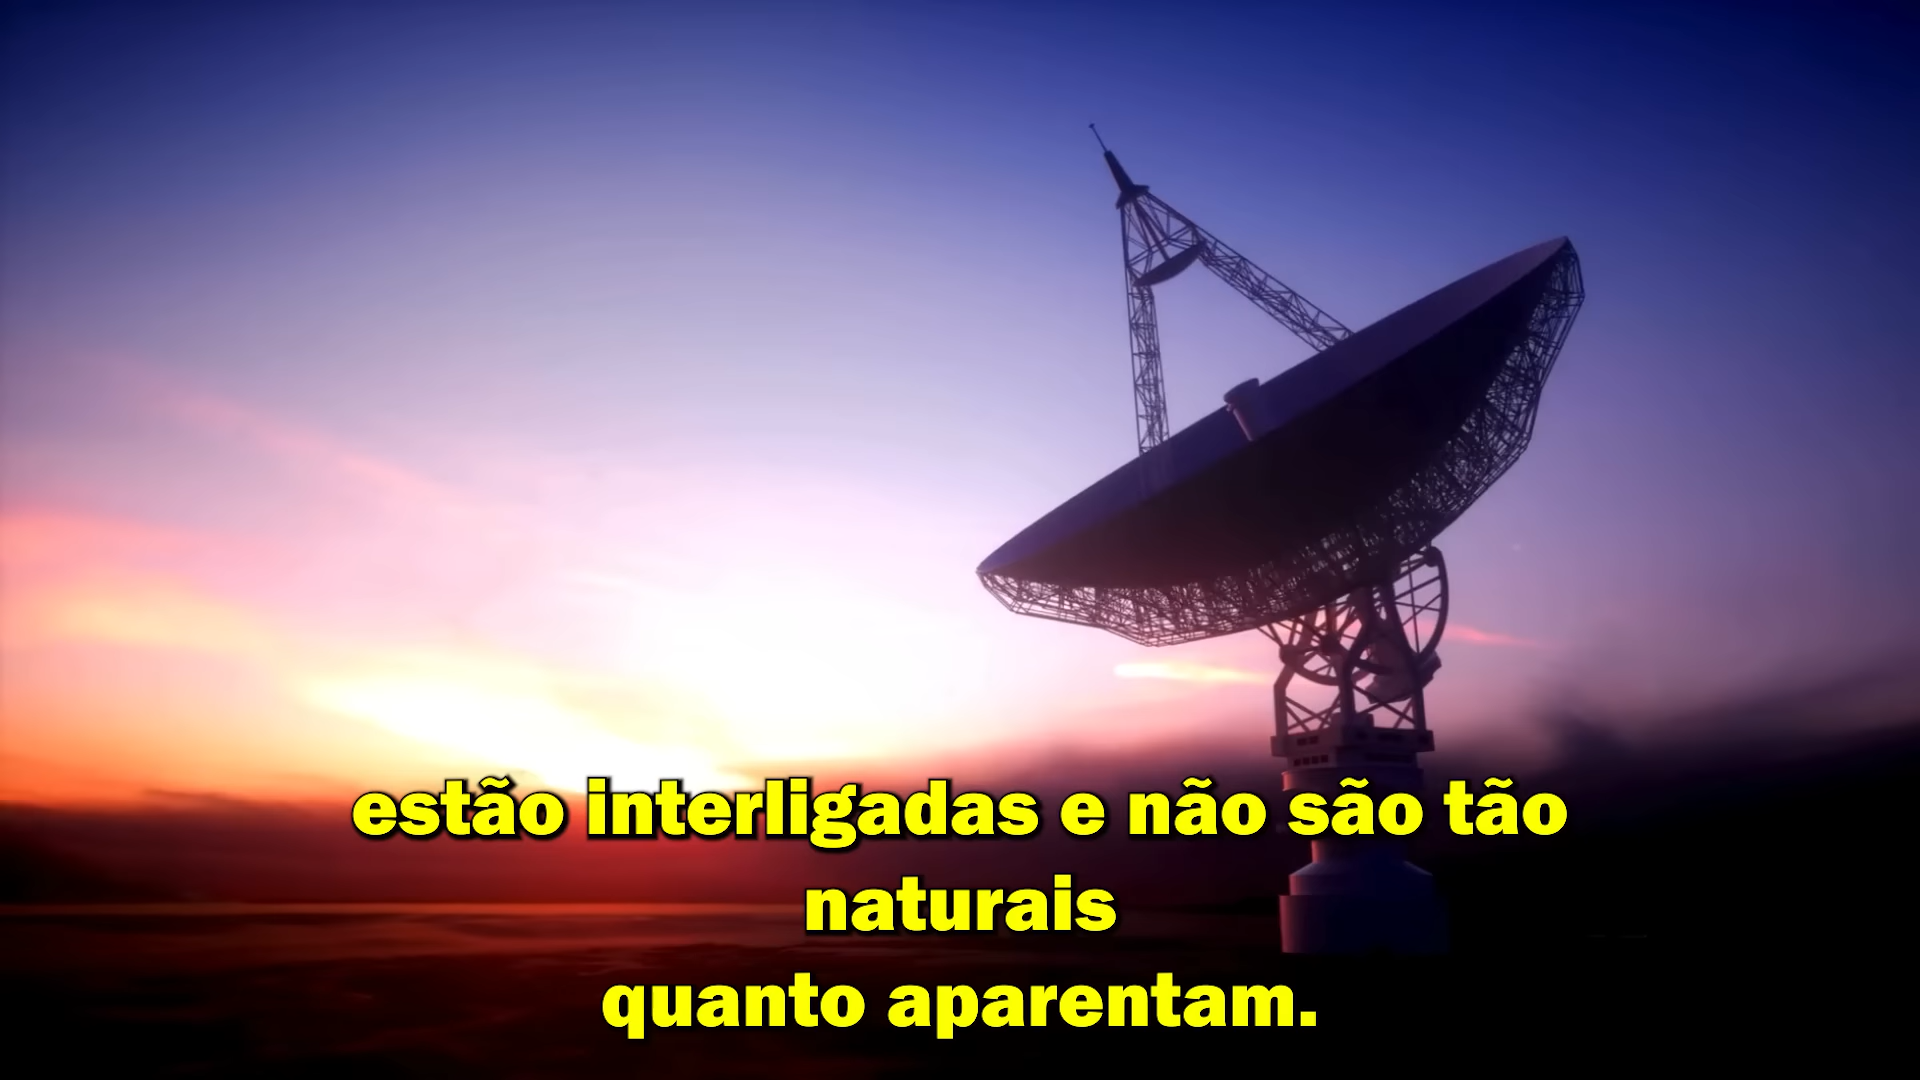 estão interligadas e não são tão
naturais
quanto aparentam.